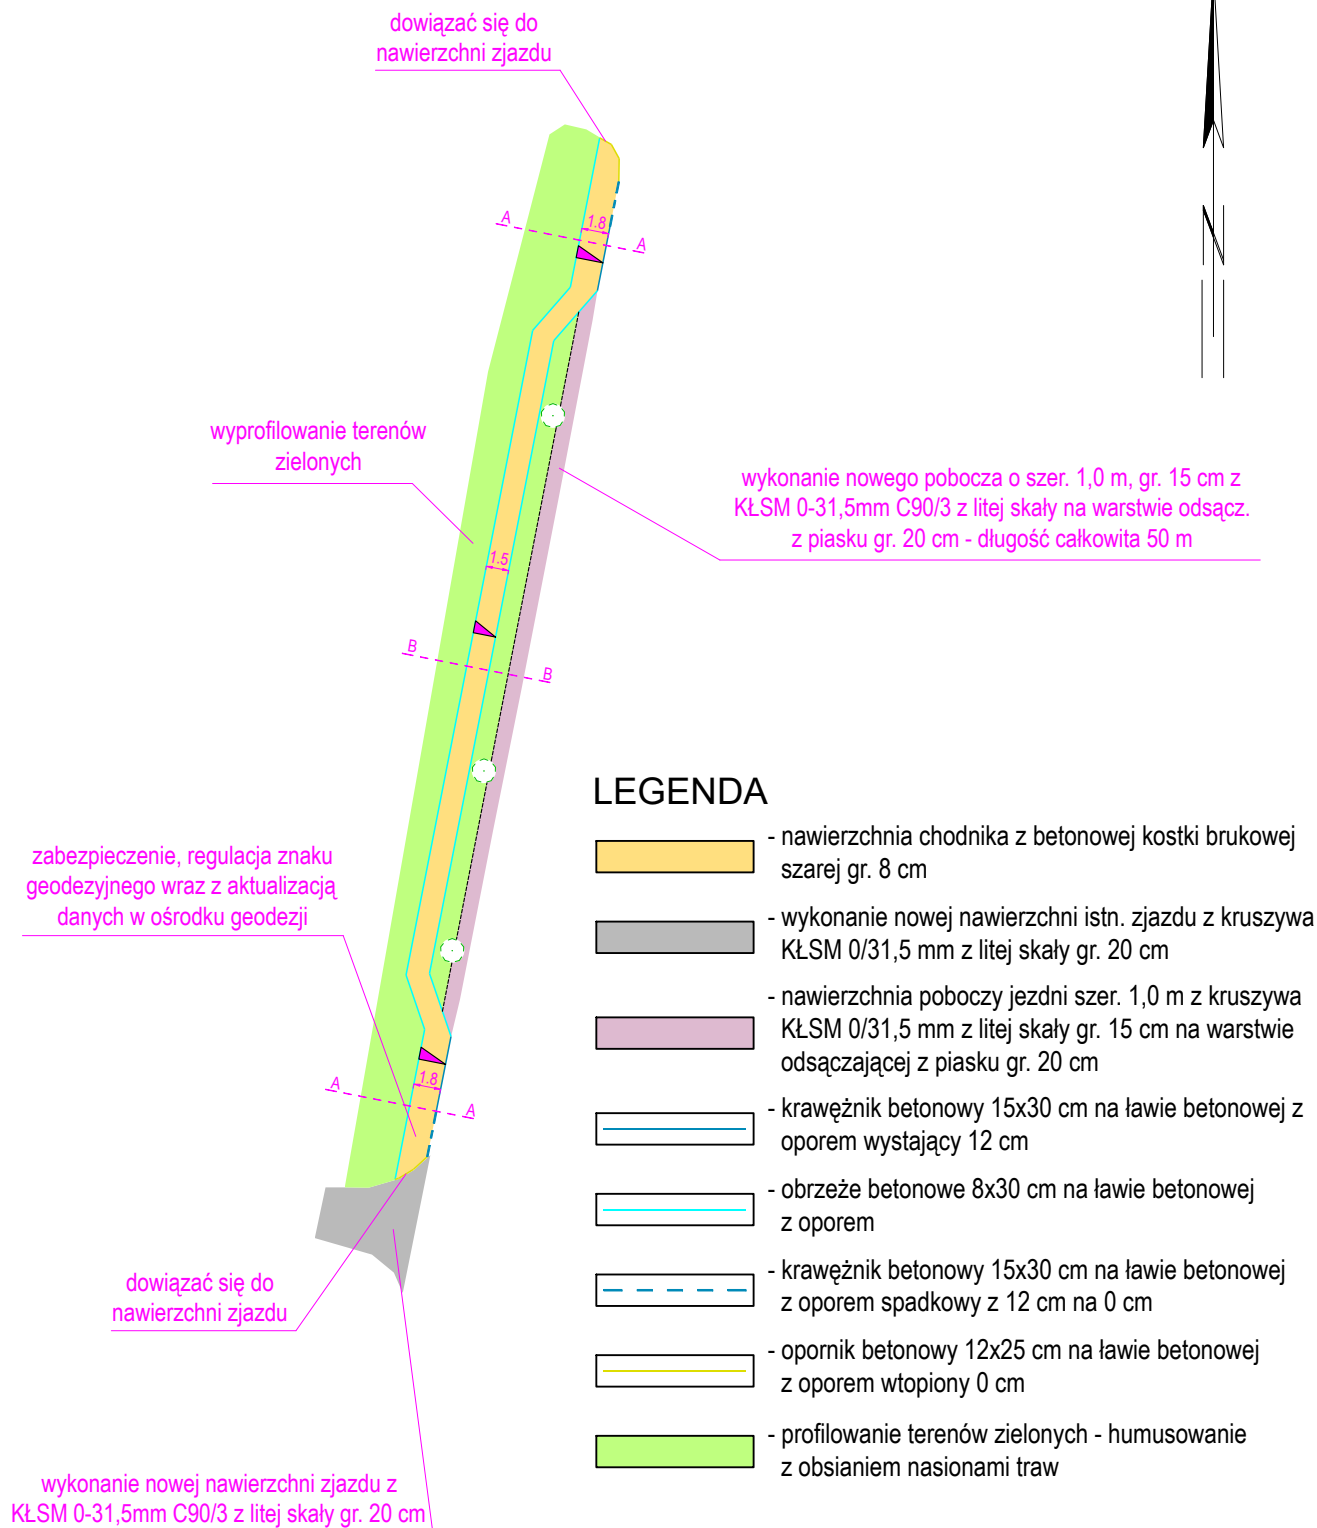 dowiązać się do
nawierzchni zjazdu
N
A
1.8
A
wyprofilowanie terenów
zielonych
wykonanie nowego pobocza o szer. 1,0 m, gr. 15 cm z
KŁSM 0-31,5mm C90/3 z litej skały na warstwie odsącz.
z piasku gr. 20 cm - długość całkowita 50 m
1.5
B
B
LEGENDA
- nawierzchnia chodnika z betonowej kostki brukowej
szarej gr. 8 cm
- wykonanie nowej nawierzchni istn. zjazdu z kruszywa
KŁSM 0/31,5 mm z litej skały gr. 20 cm
- nawierzchnia poboczy jezdni szer. 1,0 m z kruszywa
KŁSM 0/31,5 mm z litej skały gr. 15 cm na warstwie
odsączającej z piasku gr. 20 cm
- krawężnik betonowy 15x30 cm na ławie betonowej z
oporem wystający 12 cm
- obrzeże betonowe 8x30 cm na ławie betonowej
z oporem
- krawężnik betonowy 15x30 cm na ławie betonowej
z oporem spadkowy z 12 cm na 0 cm
- opornik betonowy 12x25 cm na ławie betonowej
z oporem wtopiony 0 cm
- profilowanie terenów zielonych - humusowanie
z obsianiem nasionami traw
zabezpieczenie, regulacja znaku
geodezyjnego wraz z aktualizacją
danych w ośrodku geodezji
A
1.8
A
dowiązać się do
nawierzchni zjazdu
wykonanie nowej nawierzchni zjazdu z
KŁSM 0-31,5mm C90/3 z litej skały gr. 20 cm